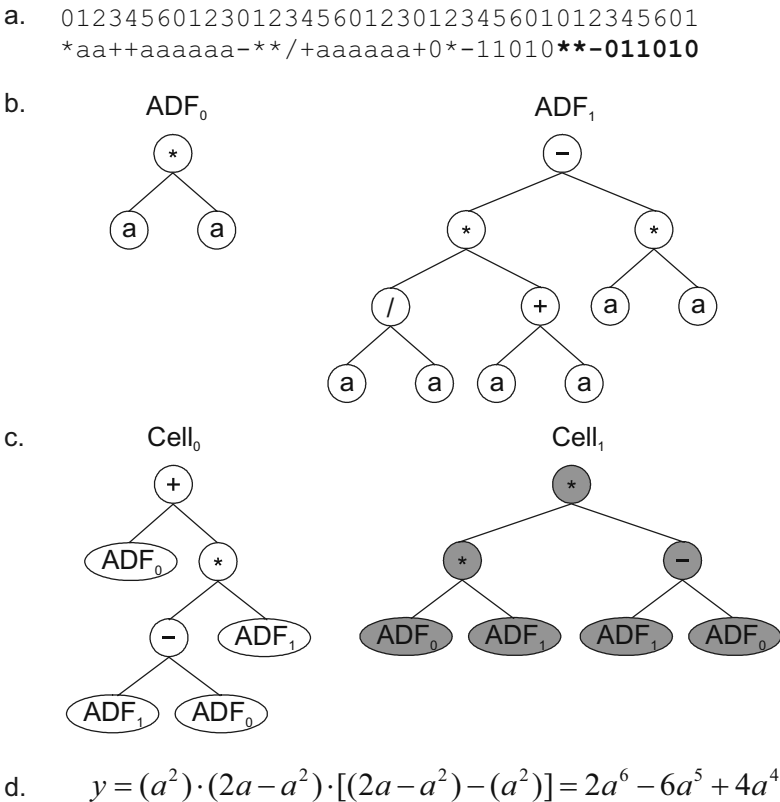 a. 0123456012301234560123012345601012345601
*aa++aaaaaa-**/+aaaaaa+0*-11010**-011010
b. ADF₀ ADF₁
* −
a a * *
/ + a a
a a a a
c. Cell₀ Cell₁
+ *
ADF₀ * * −
− ADF₁ ADF₀ ADF₁ ADF₁ ADF₀
ADF₁ ADF₀
d. y = (a²)·(2a − a²)·[(2a − a²) − (a²)] = 2a⁶ − 6a⁵ + 4a⁴